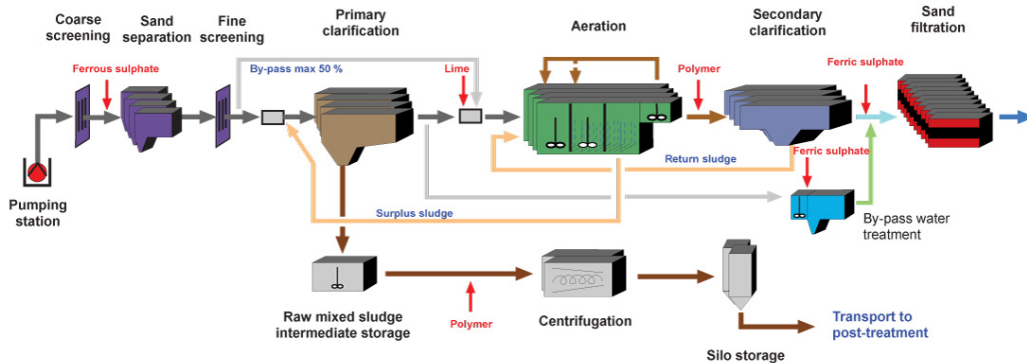 Coarse
screening
Sand
separation
Fine
screening
Primary
clarification
Aeration
Secondary
clarification
Sand
filtration
Ferrous sulphate
By-pass max 50 %
Lime
Polymer
Ferric sulphate
Pumping
station
Return sludge
Ferric sulphate
Surplus sludge
By-pass water
treatment
Raw mixed sludge
intermediate storage
Polymer
Centrifugation
Silo storage
Transport to
post-treatment